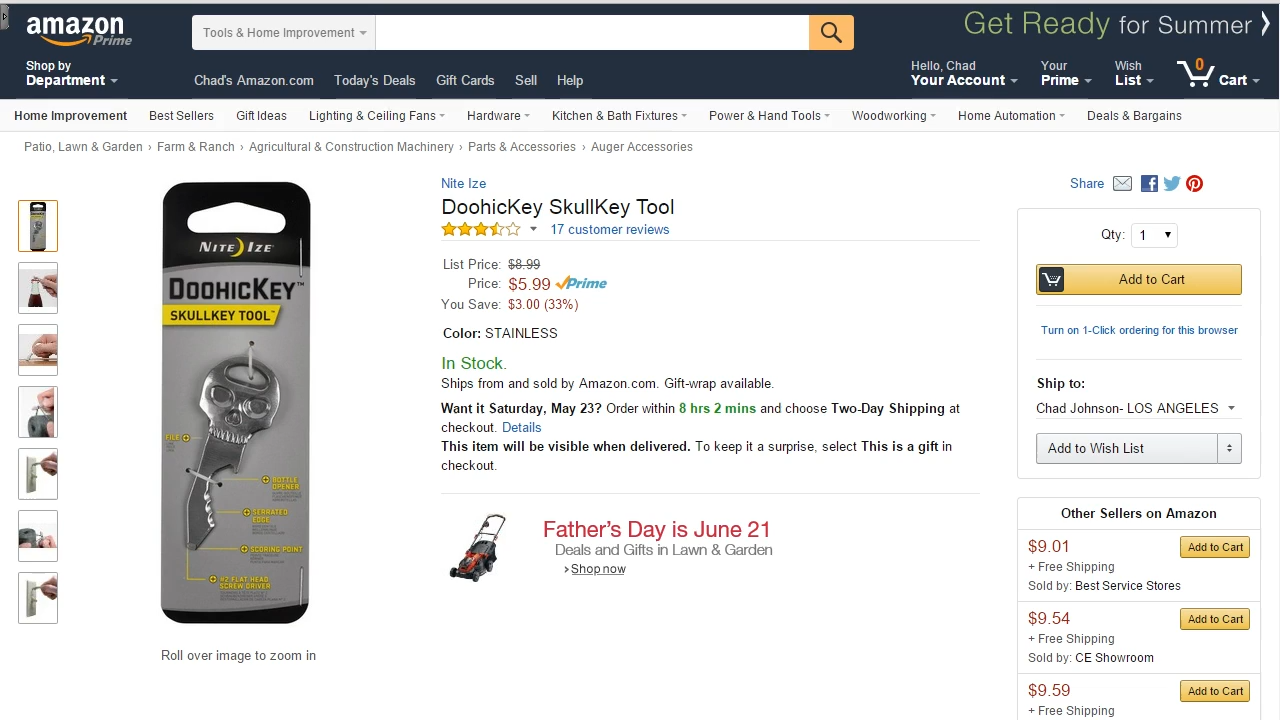 amazon
Prime
Tools & Home Improvement
Get Ready for Summer
Shop by
Department
Chad's Amazon.com Today's Deals Gift Cards Sell Help
Hello, Chad
Your Account
Your
Prime
Wish
List
0
Cart
Home Improvement Best Sellers Gift Ideas Lighting & Ceiling Fans Hardware Kitchen & Bath Fixtures Power & Hand Tools Woodworking Home Automation Deals & Bargains
Patio, Lawn & Garden › Farm & Ranch › Agricultural & Construction Machinery › Parts & Accessories › Auger Accessories
NITE IZE
DOOHICKEY™
SKULLKEY TOOL™
FILE
BOTTLE
OPENER
SERRATED
EDGE
SCORING POINT
#2 FLAT HEAD
SCREW DRIVER
Roll over image to zoom in
Nite Ize
DoohicKey SkullKey Tool
17 customer reviews
List Price: $8.99
Price: $5.99 Prime
You Save: $3.00 (33%)
Color: STAINLESS
In Stock.
Ships from and sold by Amazon.com. Gift-wrap available.
Want it Saturday, May 23? Order within 8 hrs 2 mins and choose Two-Day Shipping at
checkout. Details
This item will be visible when delivered. To keep it a surprise, select This is a gift in
checkout.
Father's Day is June 21
Deals and Gifts in Lawn & Garden
› Shop now
Share
Qty: 1
Add to Cart
Turn on 1-Click ordering for this browser
Ship to:
Chad Johnson- LOS ANGELES
Add to Wish List
Other Sellers on Amazon
$9.01 Add to Cart
+ Free Shipping
Sold by: Best Service Stores
$9.54 Add to Cart
+ Free Shipping
Sold by: CE Showroom
$9.59 Add to Cart
+ Free Shipping